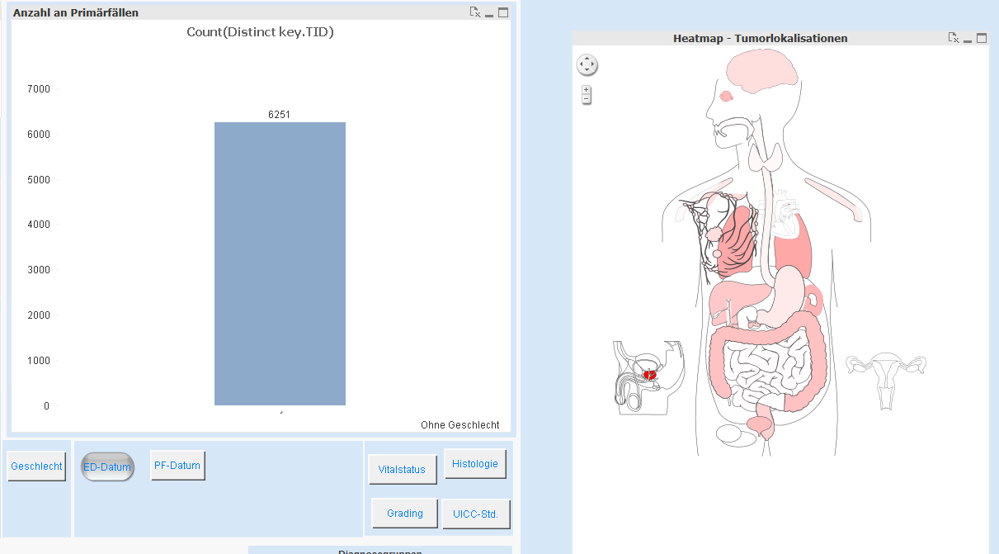 Anzahl an Primärfällen
Count(Distinct key.TID)
7000
6000
5000
4000
3000
2000
1000
0
6251
Ohne Geschlecht
Heatmap - Tumorlokalisationen
Geschlecht
ED-Datum
PF-Datum
Vitalstatus
Histologie
Grading
UICC-Std.
Diagnosegruppen